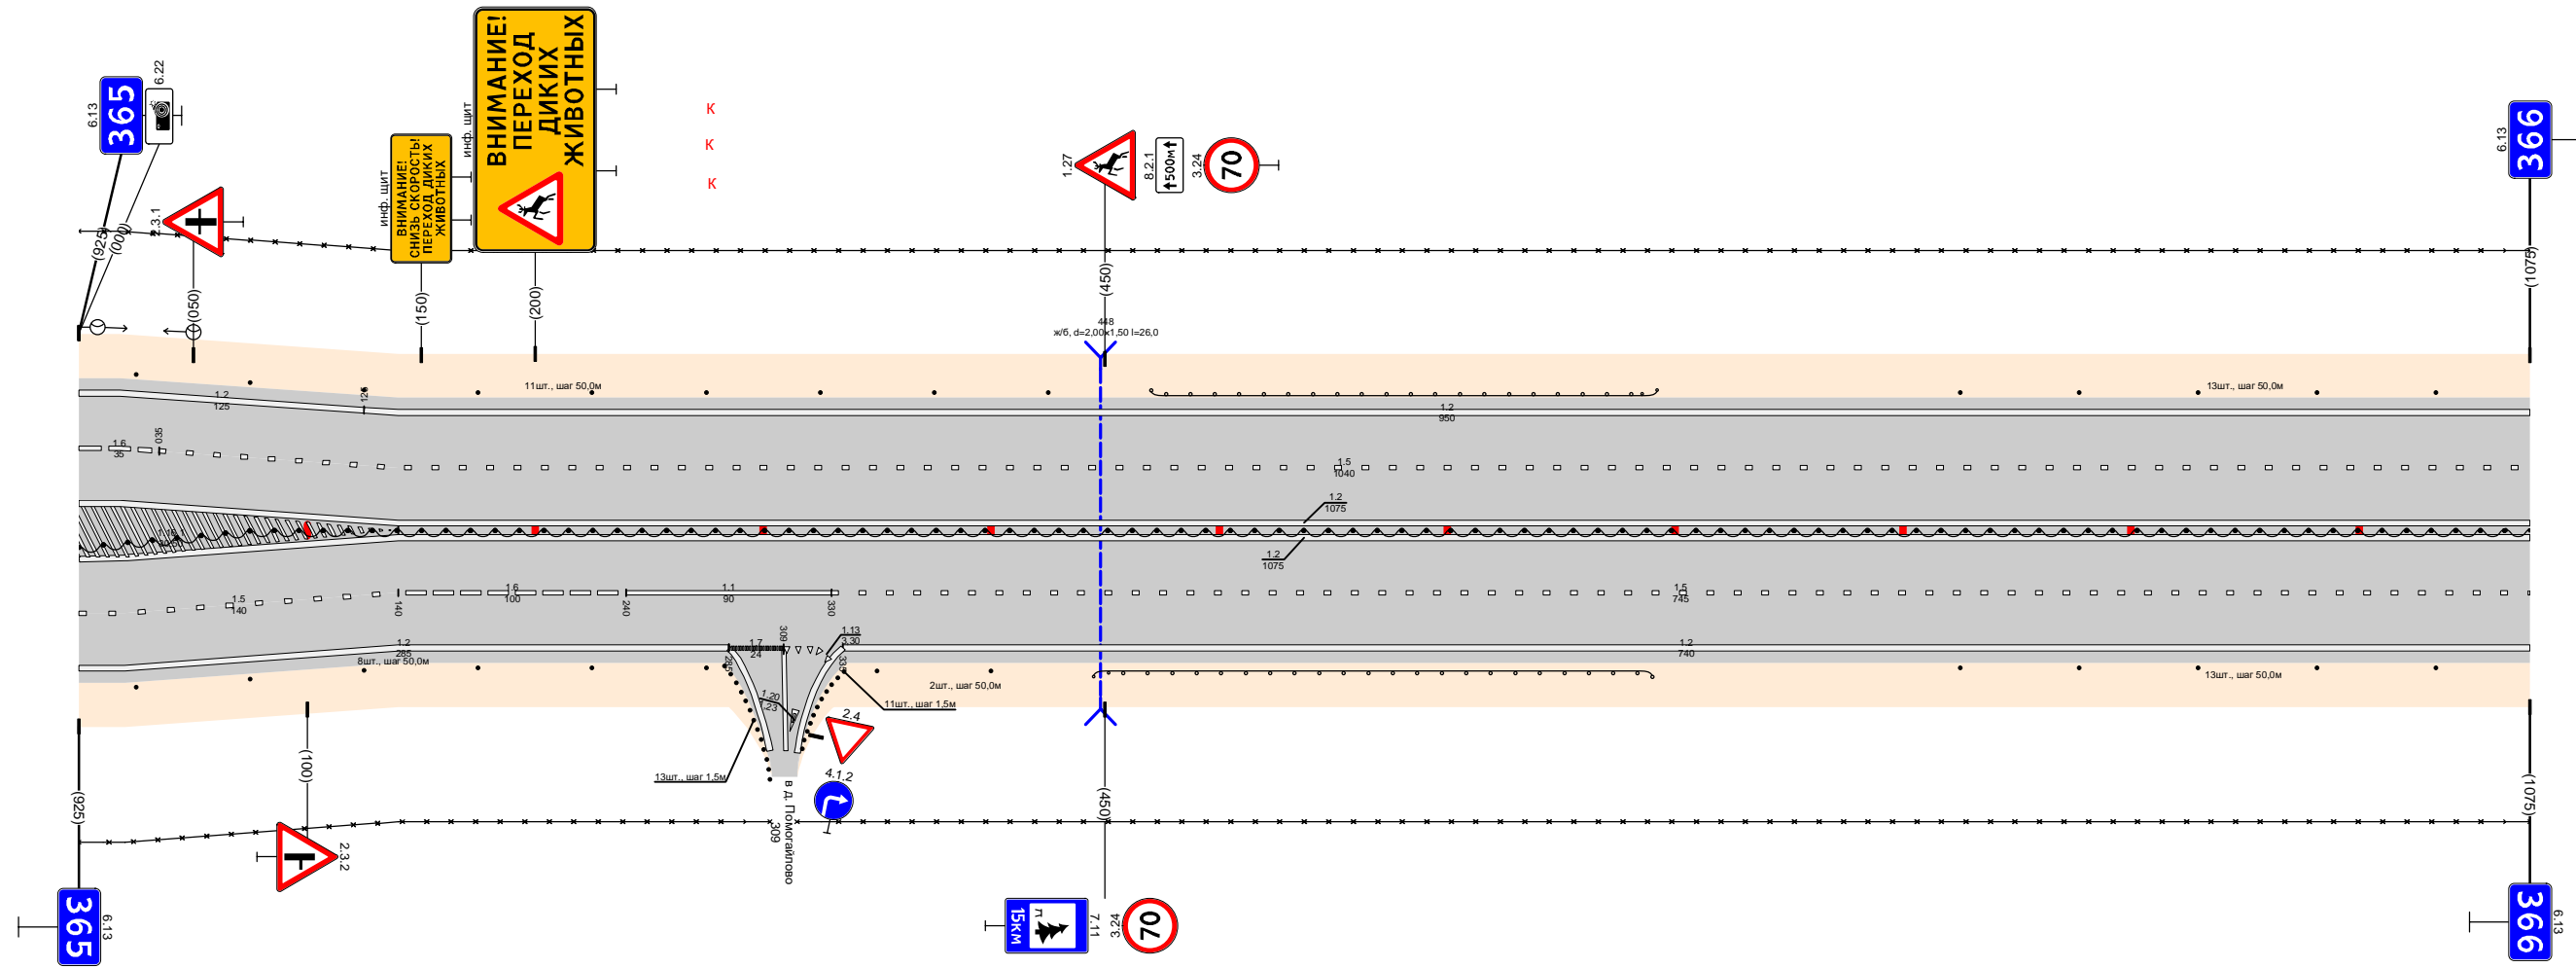 6.13
365
6.22
(925)
(000)
2.3.1
(050)
инф. щит
ВНИМАНИЕ!
СНИЗЬ СКОРОСТЬ!
ПЕРЕХОД ДИКИХ
ЖИВОТНЫХ
(150)
инф. щит
ВНИМАНИЕ!
ПЕРЕХОД
ДИКИХ
ЖИВОТНЫХ
(200)
К
К
К
1.27
8.2.1
500м
3.24
70
(450)
448
ж/б, d=2,00×1,50 l=26,0
6.13
366
(1075)
1.2
125
125
11шт., шаг 50,0м
1.2
950
13шт., шаг 50,0м
1.6
35
035
1.5
1040
1.2
1075
1.2
1075
1.5
140
140
1.6
100
240
1.1
90
330
1.5
745
1.2
285
8шт., шаг 50,0м
285
1.7
24
309
1.13
3.30
335
1.2
740
2шт., шаг 50,0м
13шт., шаг 50,0м
11шт., шаг 1,5м
1.20
1.23
2.4
13шт., шаг 1,5м
4.1.2
в д. Помогайлово
309
(925)
365
6.13
(100)
2.3.2
(450)
15км
П
7.11
3.24
70
(1075)
366
6.13